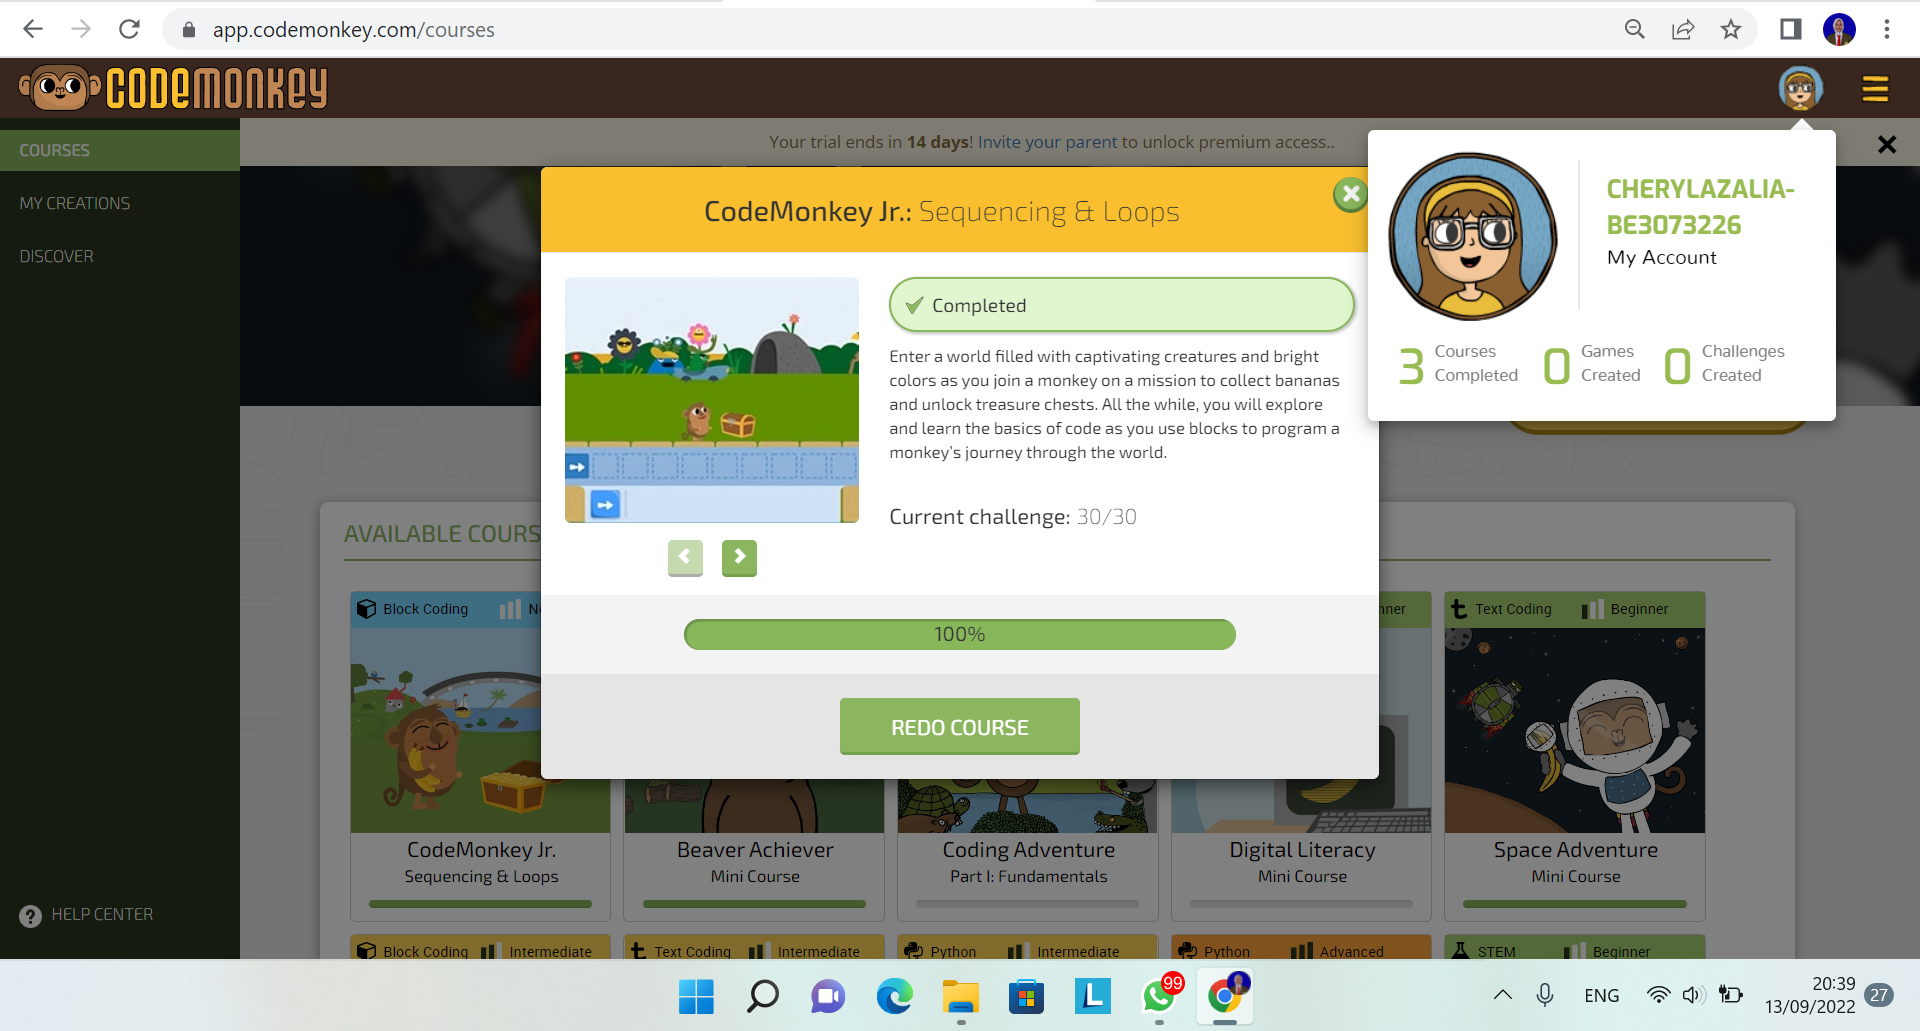 app.codemonkey.com/courses
CODEMONKEY
COURSES
MY CREATIONS
DISCOVER
HELP CENTER
Your trial ends in 14 days! Invite your parent to unlock premium access..
CodeMonkey Jr.: Sequencing & Loops
Completed
Enter a world filled with captivating creatures and bright
colors as you join a monkey on a mission to collect bananas
and unlock treasure chests. All the while, you will explore
and learn the basics of code as you use blocks to program a
monkey's journey through the world.
Current challenge: 30/30
100%
REDO COURSE
CHERYLAZALIA-
BE3073226
My Account
3 Courses Completed
0 Games Created
0 Challenges Created
AVAILABLE COURS
Block Coding
Text Coding Beginner
CodeMonkey Jr.
Sequencing & Loops
Beaver Achiever
Mini Course
Coding Adventure
Part I: Fundamentals
Digital Literacy
Mini Course
Space Adventure
Mini Course
Block Coding Intermediate
Text Coding Intermediate
Python Intermediate
Python Advanced
STEM Beginner
L
99
ENG
20:39
13/09/2022
27